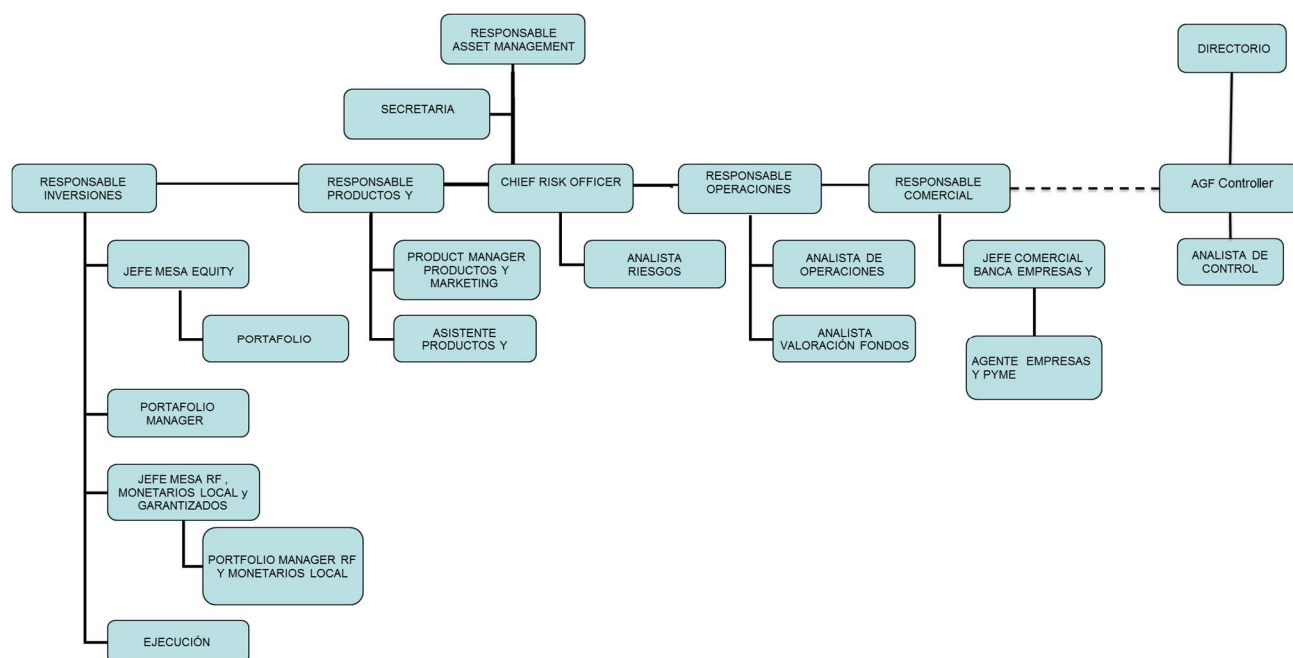 RESPONSABLE
ASSET MANAGEMENT
DIRECTORIO
SECRETARIA
RESPONSABLE
INVERSIONES
RESPONSABLE
PRODUCTOS Y
CHIEF RISK OFFICER
RESPONSABLE
OPERACIONES
RESPONSABLE
COMERCIAL
AGF Controller
JEFE MESA EQUITY
PRODUCT MANAGER
PRODUCTOS Y
MARKETING
ANALISTA
RIESGOS
ANALISTA DE
OPERACIONES
JEFE COMERCIAL
BANCA EMPRESAS Y
ANALISTA DE
CONTROL
PORTAFOLIO
ASISTENTE
PRODUCTOS Y
ANALISTA
VALORACIÓN FONDOS
AGENTE EMPRESAS
Y PYME
PORTAFOLIO
MANAGER
JEFE MESA RF ,
MONETARIOS LOCAL y
GARANTIZADOS
PORTFOLIO MANAGER RF
Y MONETARIOS LOCAL
EJECUCIÓN